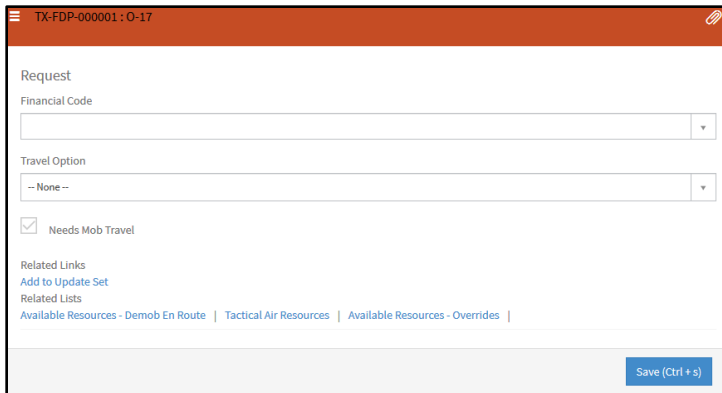 TX-FDP-000001 : O-17
Request
Financial Code
Travel Option
-- None --
Needs Mob Travel
Related Links
Add to Update Set
Related Lists
Available Resources - Demob En Route | Tactical Air Resources | Available Resources - Overrides |
Save (Ctrl + s)